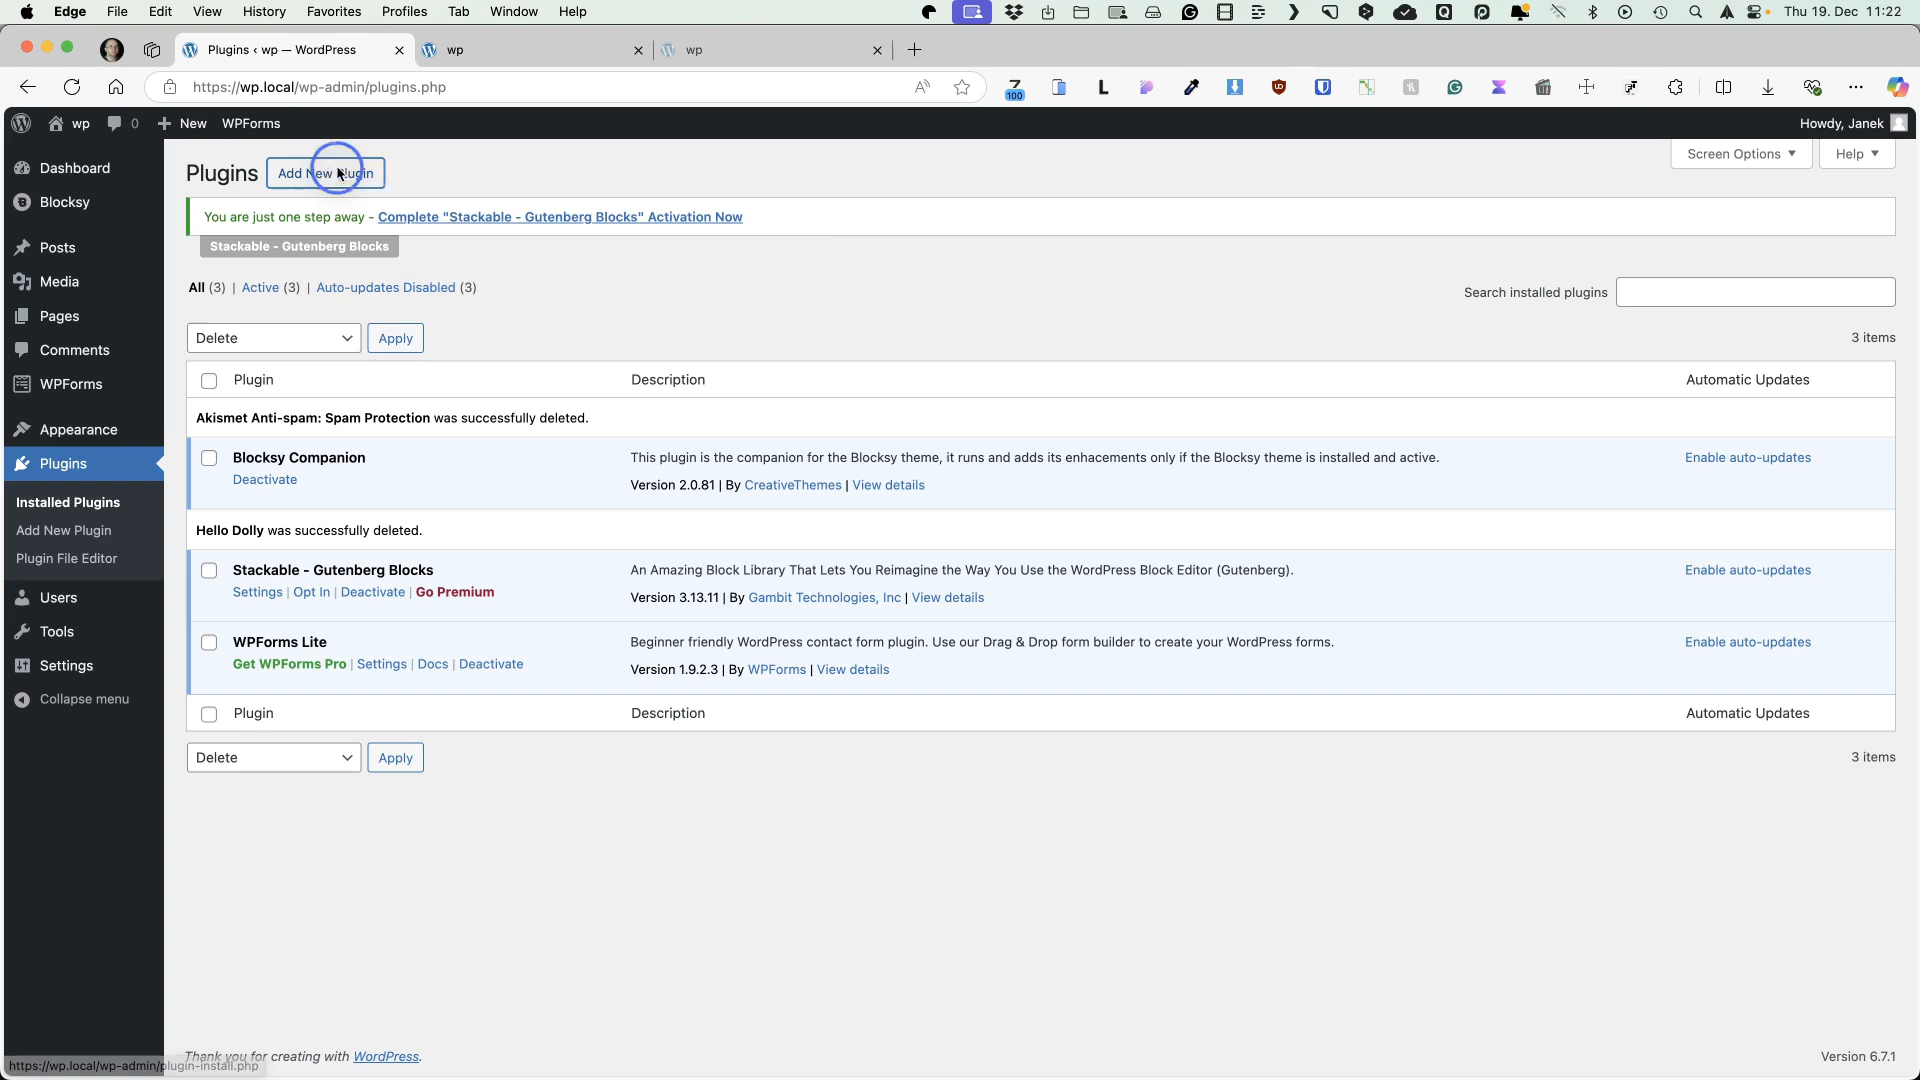 Edge File Edit View History Favorites Profiles Tab Window Help Thu 19. Dec 11:22
Plugins ‹ wp — WordPress wp wp
https://wp.local/wp-admin/plugins.php
100
wp 0 New WPForms Howdy, Janek
Dashboard
Blocksy
Posts
Media
Pages
Comments
WPForms
Appearance
Plugins
Installed Plugins
Add New Plugin
Plugin File Editor
Users
Tools
Settings
Collapse menu
Screen Options Help
Plugins Add New Plugin
You are just one step away - Complete "Stackable - Gutenberg Blocks" Activation Now
Stackable - Gutenberg Blocks
All (3) | Active (3) | Auto-updates Disabled (3)
Search installed plugins
Delete Apply 3 items
Plugin Description Automatic Updates
Akismet Anti-spam: Spam Protection was successfully deleted.
Blocksy Companion This plugin is the companion for the Blocksy theme, it runs and adds its enhacements only if the Blocksy theme is installed and active. Enable auto-updates
Deactivate Version 2.0.81 | By CreativeThemes | View details
Hello Dolly was successfully deleted.
Stackable - Gutenberg Blocks An Amazing Block Library That Lets You Reimagine the Way You Use the WordPress Block Editor (Gutenberg). Enable auto-updates
Settings | Opt In | Deactivate | Go Premium Version 3.13.11 | By Gambit Technologies, Inc | View details
WPForms Lite Beginner friendly WordPress contact form plugin. Use our Drag & Drop form builder to create your WordPress forms. Enable auto-updates
Get WPForms Pro | Settings | Docs | Deactivate Version 1.9.2.3 | By WPForms | View details
Plugin Description Automatic Updates
Delete Apply 3 items
Thank you for creating with WordPress. Version 6.7.1
https://wp.local/wp-admin/plugin-install.php